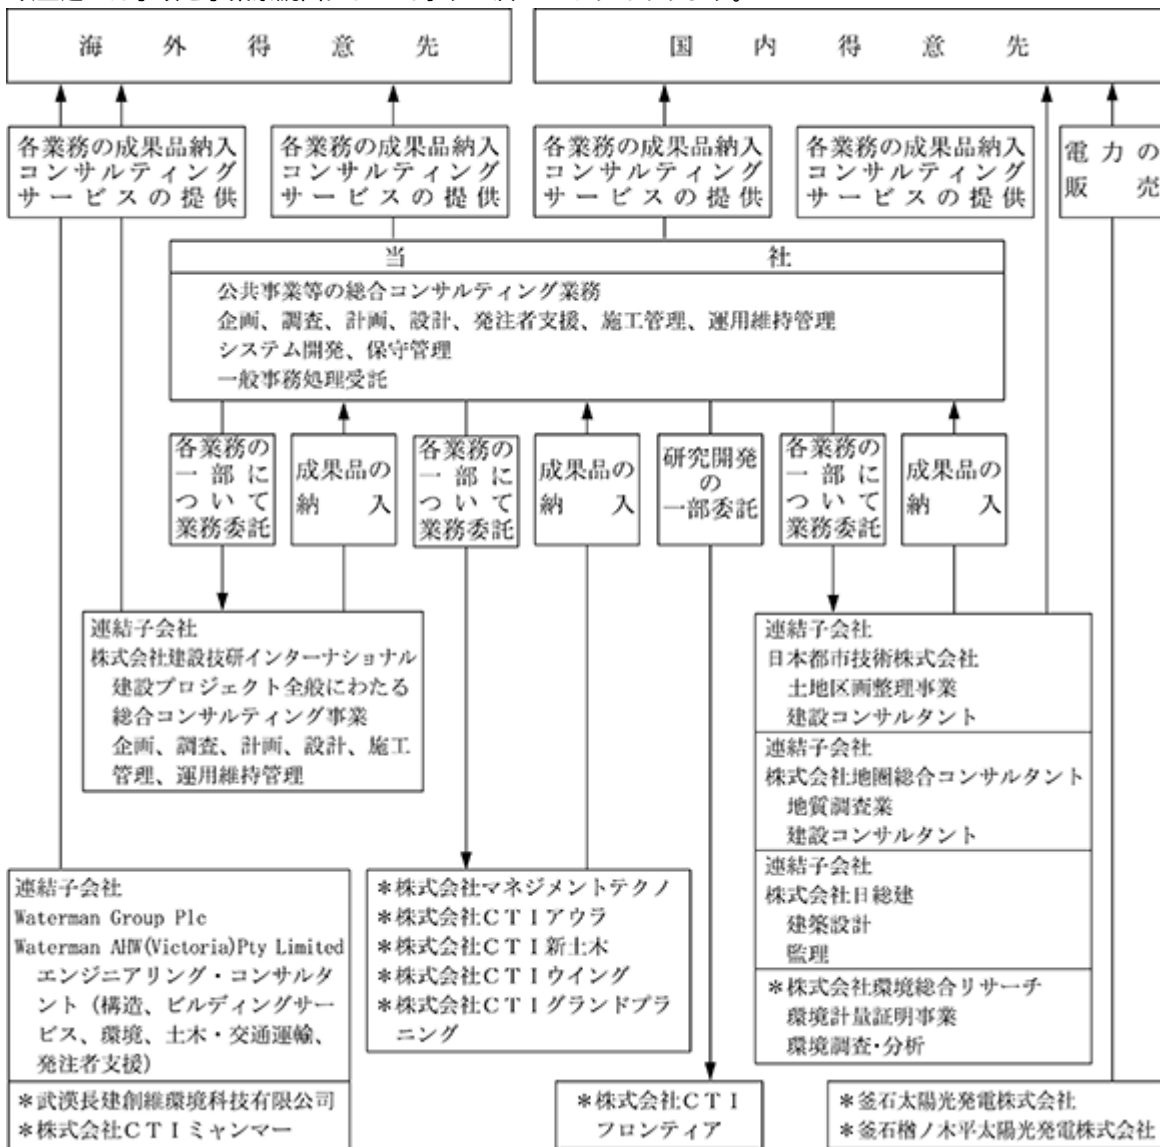 海外得意先
国内得意先
各業務の成果品納入
コンサルティング
サービスの提供
各業務の成果品納入
コンサルティング
サービスの提供
各業務の成果品納入
コンサルティング
サービスの提供
各業務の成果品納入
コンサルティング
サービスの提供
電力の
販売
当社
公共事業等の総合コンサルティング業務
企画、調査、計画、設計、発注者支援、施工管理、運用維持管理
システム開発、保守管理
一般事務処理受託
各業務の
一部に
ついて
業務委託
成果品の
納入
各業務の
一部に
ついて
業務委託
成果品の
納入
研究開発
の
一部委託
各業務の
一部に
ついて
業務委託
成果品の
納入
連結子会社
株式会社建設技研インターナショナル
建設プロジェクト全般にわたる
総合コンサルティング事業
企画、調査、計画、設計、施工
管理、運用維持管理
連結子会社
日本都市技術株式会社
土地区画整理事業
建設コンサルタント
連結子会社
株式会社地圏総合コンサルタント
地質調査業
建設コンサルタント
連結子会社
株式会社日総建
建築設計
監理
*株式会社環境総合リサーチ
環境計量証明事業
環境調査・分析
連結子会社
Waterman Group Plc
Waterman AHW(Victoria)Pty Limited
エンジニアリング・コンサルタ
ント（構造、ビルディングサー
ビス、環境、土木・交通運輸、
発注者支援）
*武漢長建創維環境科技有限公司
*株式会社CTIミャンマー
*株式会社マネジメントテクノ
*株式会社CTIアウラ
*株式会社CTI新土木
*株式会社CTIウイング
*株式会社CTIグランドプラ
ニング
*株式会社CTI
フロンティア
*釜石太陽光発電株式会社
*釜石楢ノ木平太陽光発電株式会社